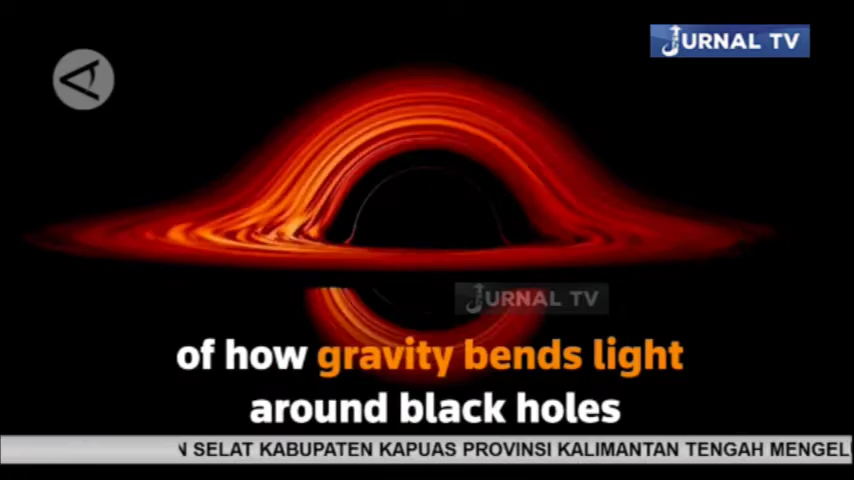 JURNAL TV
JURNAL TV
of how gravity bends light
around black holes
SELAT KABUPATEN KAPUAS PROVINSI KALIMANTAN TENGAH